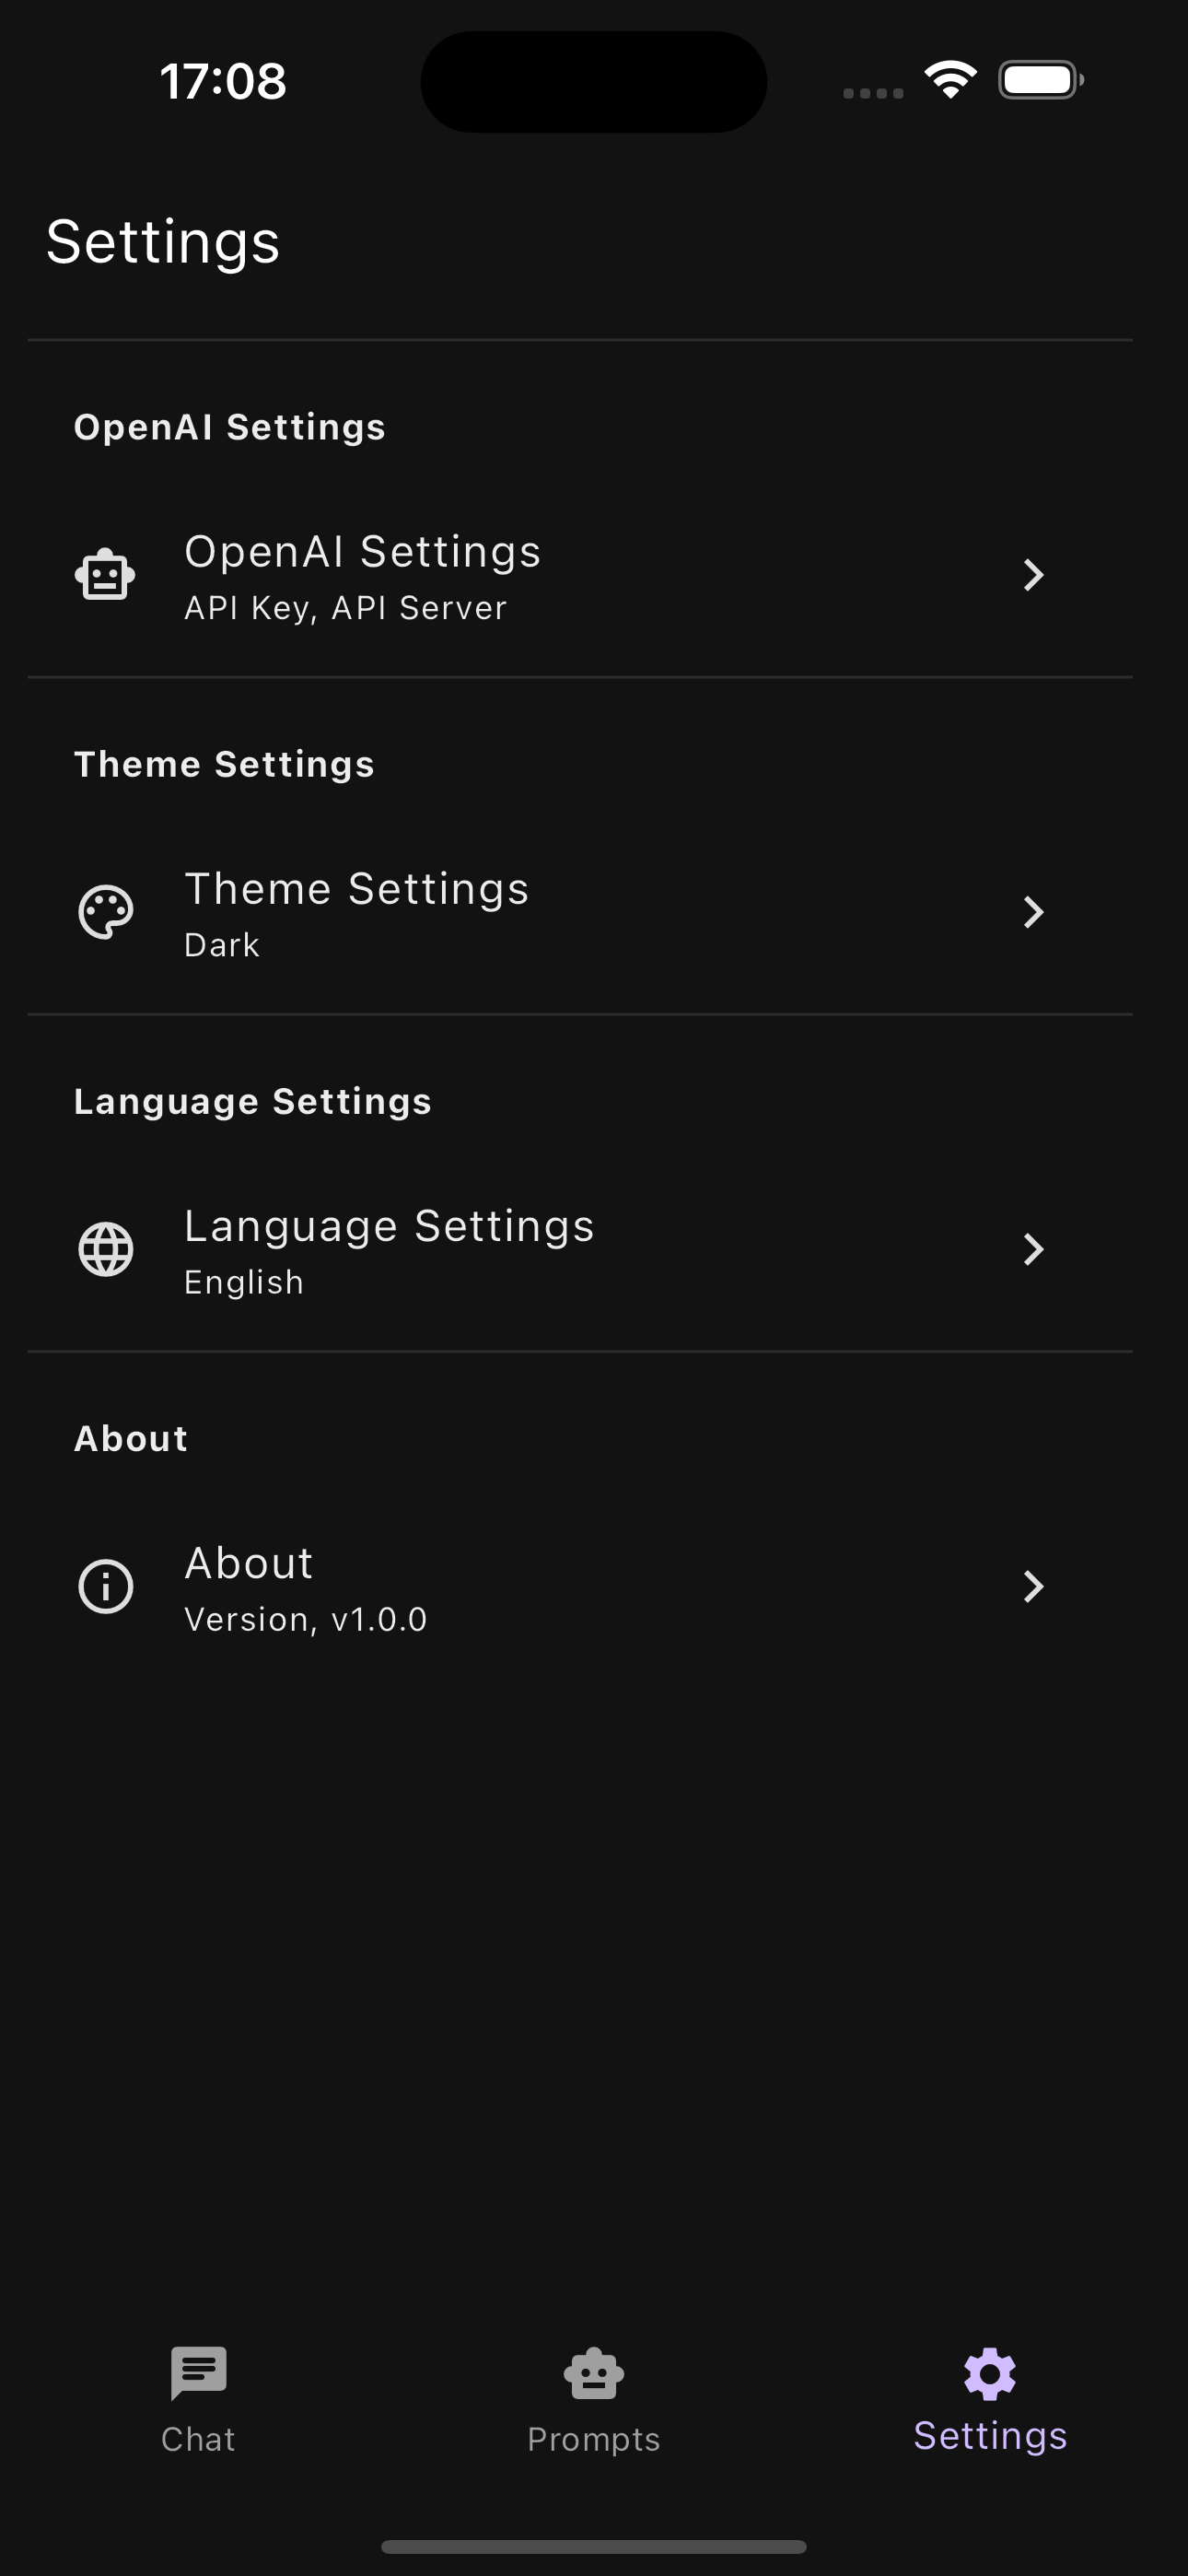 17:08
Settings
OpenAI Settings
OpenAI Settings
API Key, API Server
Theme Settings
Theme Settings
Dark
Language Settings
Language Settings
English
About
About
Version, v1.0.0
Chat
Prompts
Settings